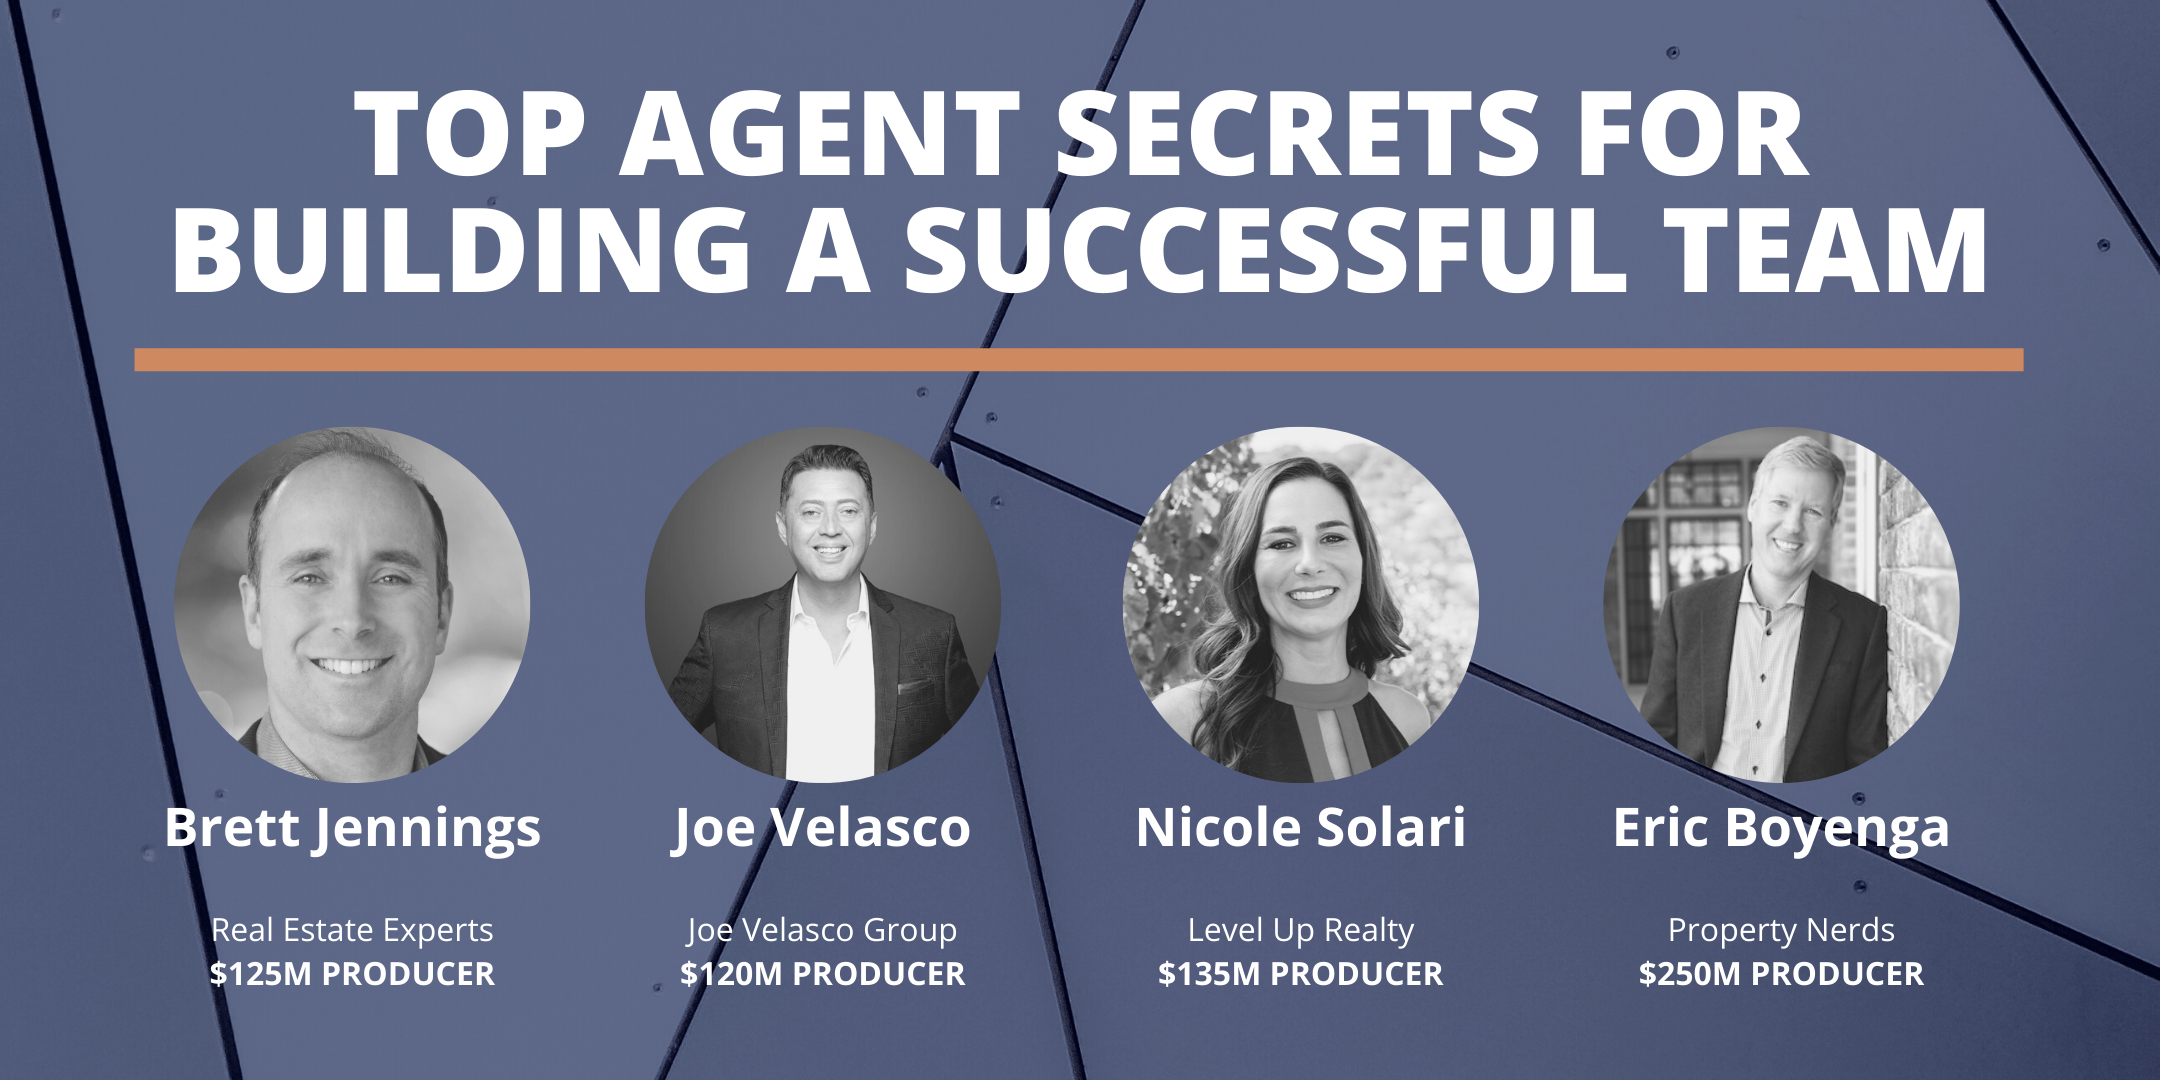 TOP AGENT SECRETS FOR
BUILDING A SUCCESSFUL TEAM
Brett Jennings
Real Estate Experts
$125M PRODUCER
Joe Velasco
Joe Velasco Group
$120M PRODUCER
Nicole Solari
Level Up Realty
$135M PRODUCER
Eric Boyenga
Property Nerds
$250M PRODUCER